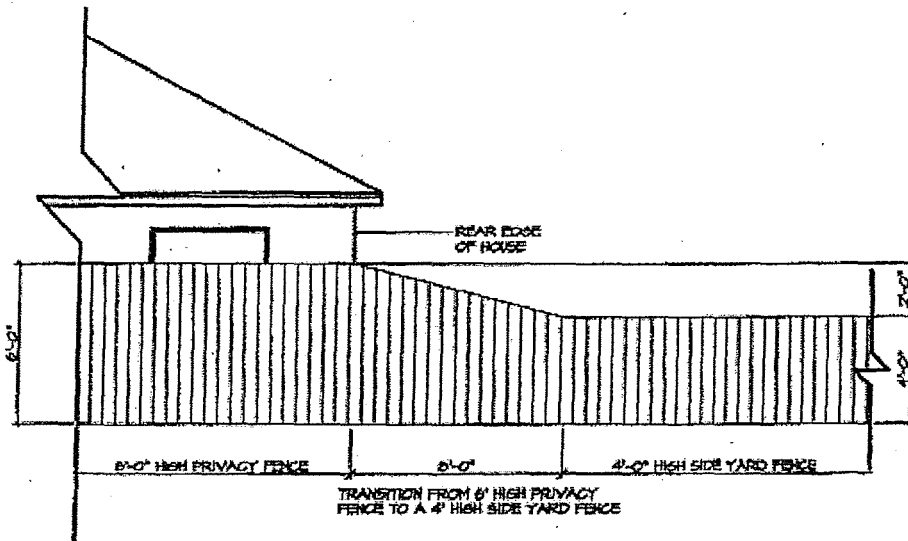 REAR EDGE
OF HOUSE
2'-0"
6'-0"
4'-0"
6'-0" HIGH PRIVACY FENCE
8'-0"
4'-0" HIGH SIDE YARD FENCE
TRANSITION FROM 6' HIGH PRIVACY
FENCE TO A 4' HIGH SIDE YARD FENCE